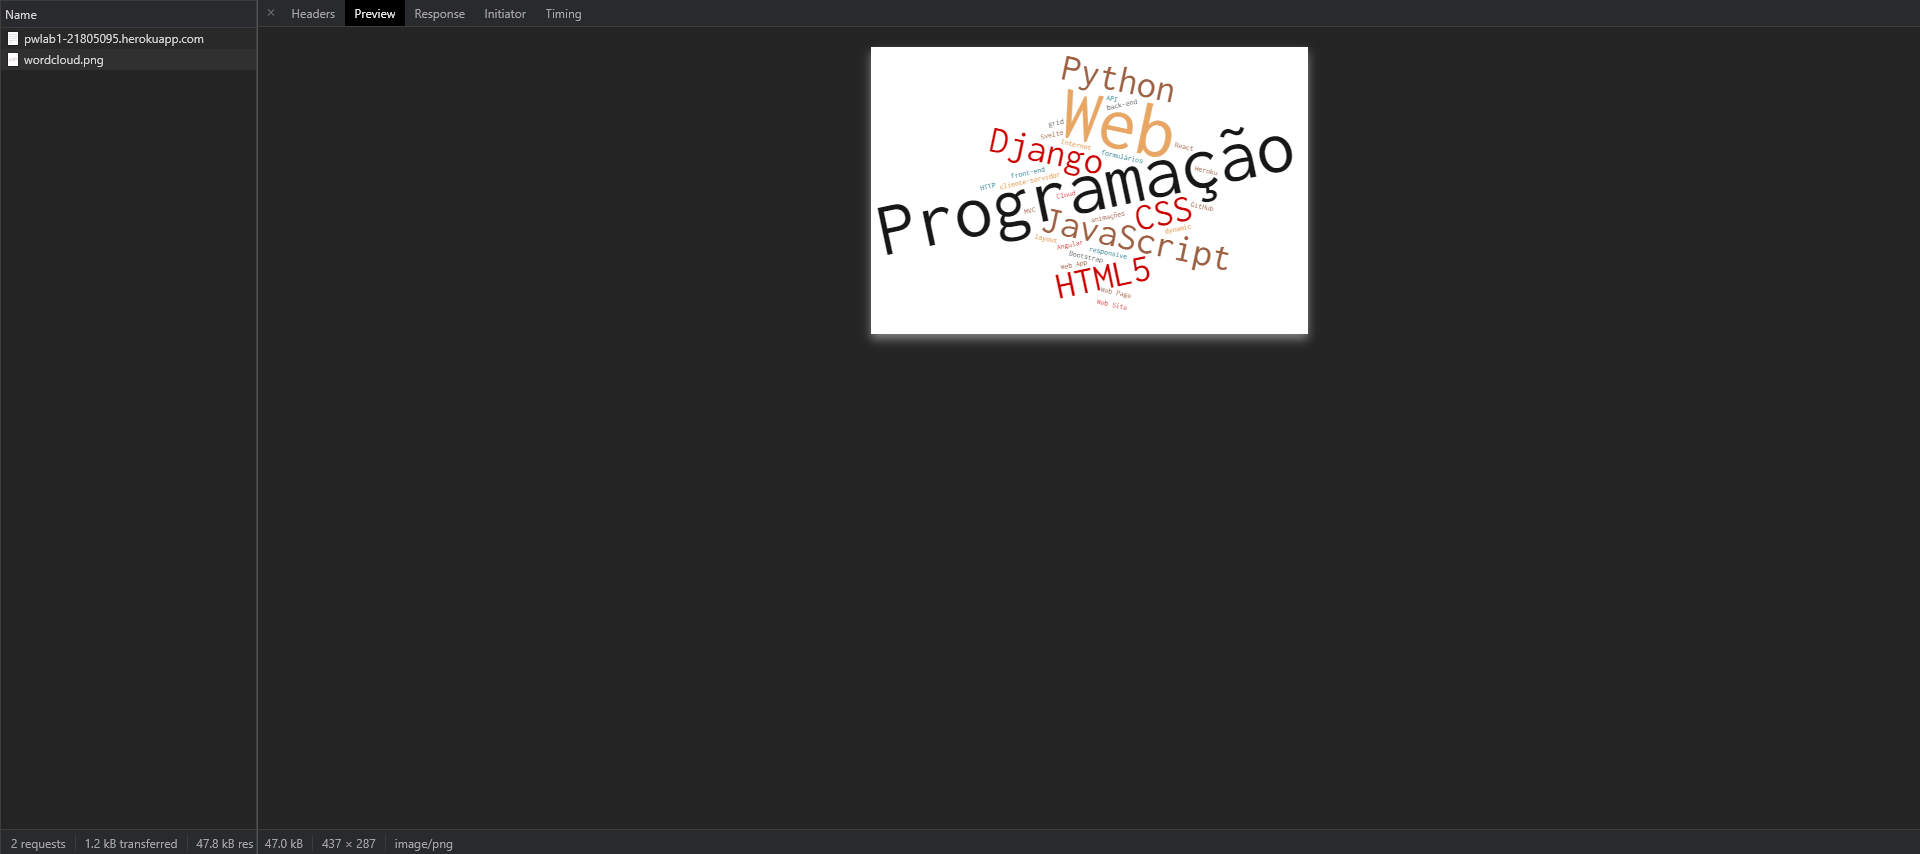 Name
× Headers Preview Response Initiator Timing
pwlab1-21805095.herokuapp.com
wordcloud.png
Python
API
back-end
Web
grid
Svelte
Internet
Django
formulários
React
Programação
Heroku
front-end
HTTP
cliente-servidor
Cloud
MVC
animações
CSS
GitHub
JavaScript
dynamic
layout
Angular
responsive
Bootstrap
Web App
HTML5
Web Page
Web Site
2 requests 1.2 kB transferred 47.8 kB res 47.0 kB 437 × 287 image/png